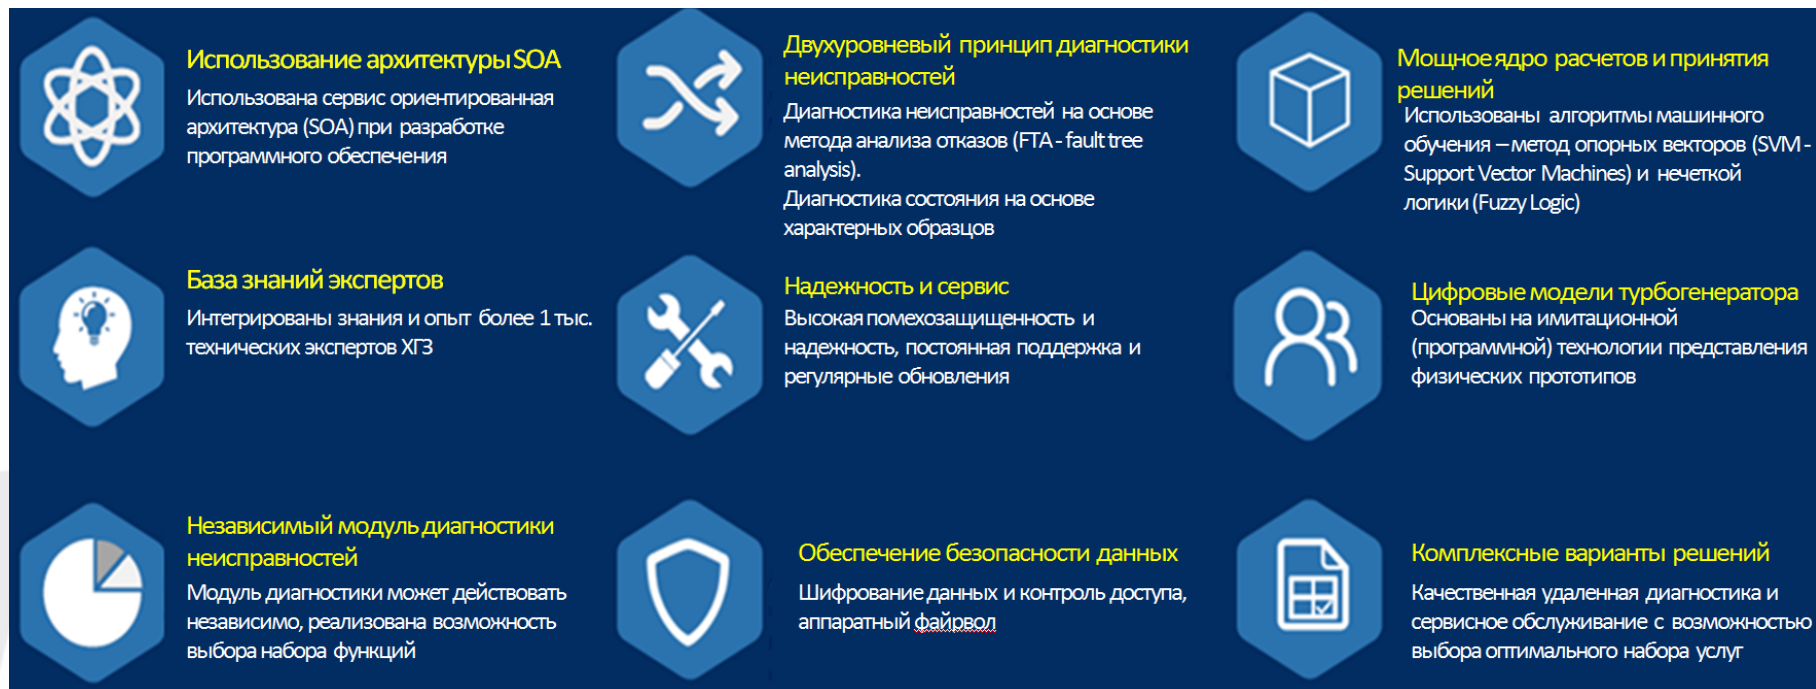 Использование архитектуры SOA
Использована сервис ориентированная
архитектура (SOA) при разработке
программного обеспечения
Двухуровневый принцип диагностики
неисправностей
Диагностика неисправностей на основе
метода анализа отказов (FTA - fault tree
analysis).
Диагностика состояния на основе
характерных образцов
Мощное ядро расчетов и принятия
решений
Использованы алгоритмы машинного
обучения – метод опорных векторов (SVM -
Support Vector Machines) и нечеткой
логики (Fuzzy Logic)
База знаний экспертов
Интегрированы знания и опыт более 1 тыс.
технических экспертов ХГЗ
Надежность и сервис
Высокая помехозащищенность и
надежность, постоянная поддержка и
регулярные обновления
Цифровые модели турбогенератора
Основаны на имитационной
(программной) технологии представления
физических прототипов
Независимый модуль диагностики
неисправностей
Модуль диагностики может действовать
независимо, реализована возможность
выбора набора функций
Обеспечение безопасности данных
Шифрование данных и контроль доступа,
аппаратный файрвол
Комплексные варианты решений
Качественная удаленная диагностика и
сервисное обслуживание с возможностью
выбора оптимального набора услуг